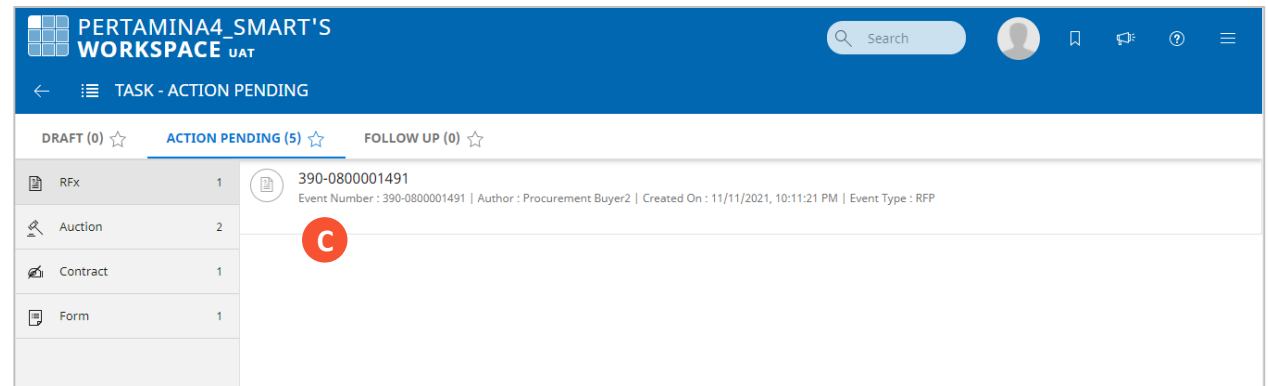 PERTAMINA4_SMART'S
WORKSPACE UAT
Search
TASK - ACTION PENDING
DRAFT (0) ACTION PENDING (5) FOLLOW UP (0)
RFx 1
390-0800001491
Event Number : 390-0800001491 | Author : Procurement Buyer2 | Created On : 11/11/2021, 10:11:21 PM | Event Type : RFP
Auction 2
C
Contract 1
Form 1